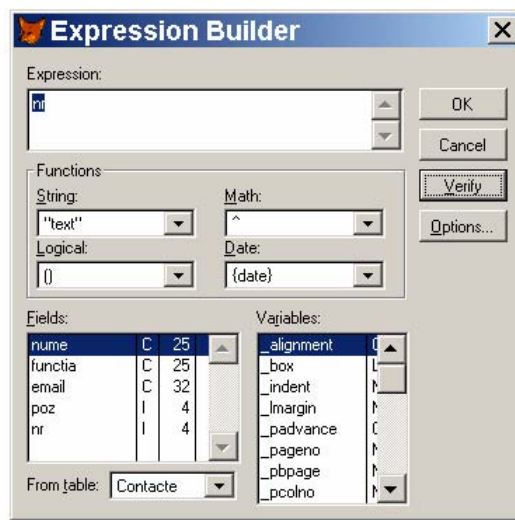 Expression Builder
Expression:
nr
OK
Cancel
Verify
Options...
Functions
String: Math:
"text" ^
Logical: Date:
() {date}
Fields: Variables:
nume C 25
functia C 25
email C 32
poz I 4
nr I 4
_alignment
_box
_indent
_lmargin
_padvance
_pageno
_pbpage
_pcolno
From table: Contacte